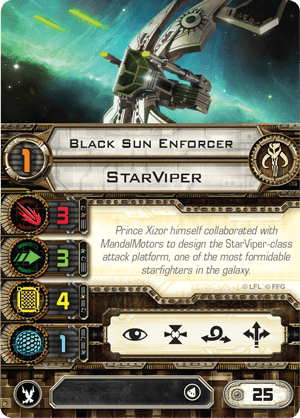 Black Sun Enforcer
1
StarViper
3
3
4
1
Prince Xizor himself collaborated with
MandalMotors to design the StarViper-class
attack platform, one of the most formidable
starfighters in the galaxy.
©LFL ©FFG
25